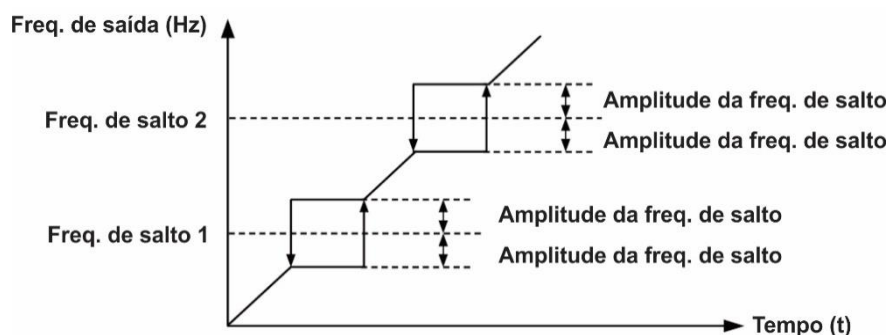 Freq. de saída (Hz)
Freq. de salto 2
Amplitude da freq. de salto
Amplitude da freq. de salto
Freq. de salto 1
Amplitude da freq. de salto
Amplitude da freq. de salto
Tempo (t)